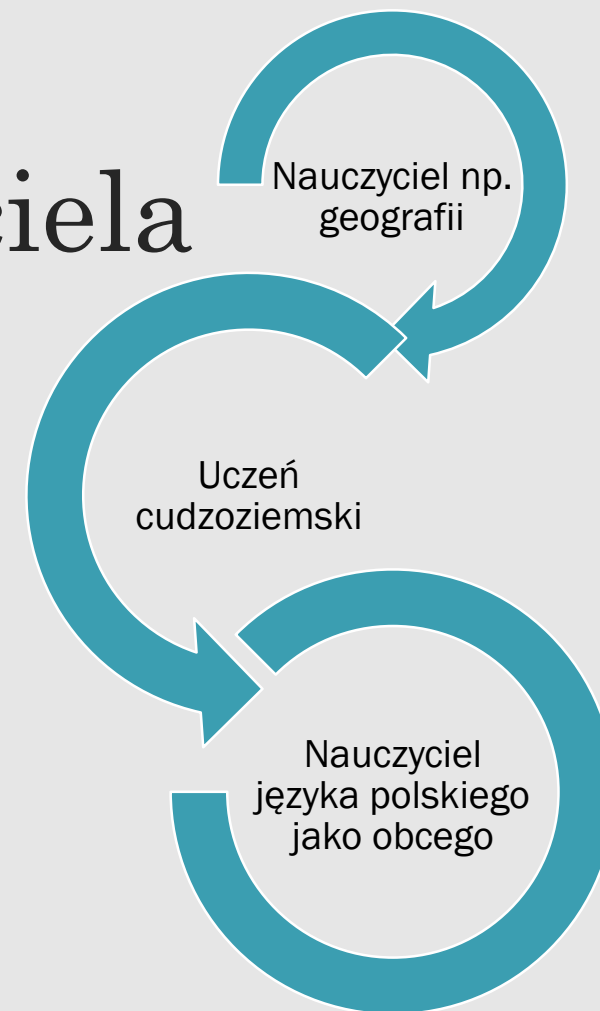 ciela
Nauczyciel np.
geografii
Uczeń
cudzoziemski
Nauczyciel
języka polskiego
jako obcego